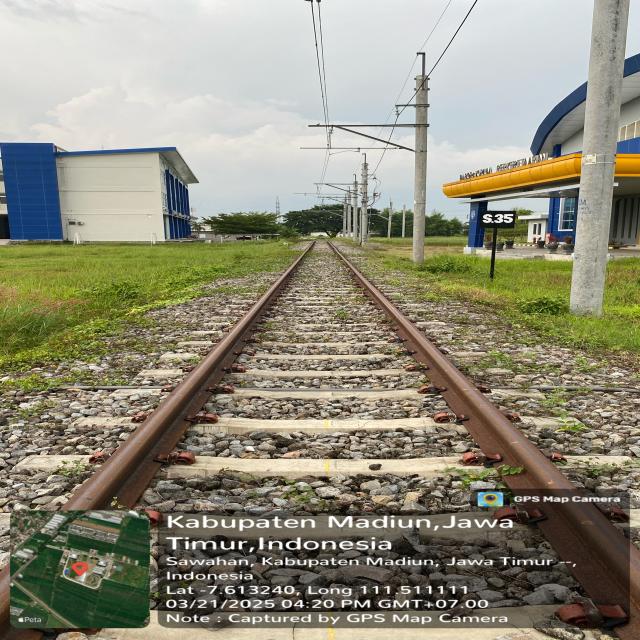 S.35
GPS Map Camera
Kabupaten Madiun,Jawa
Timur,Indonesia
Sawahan, Kabupaten Madiun, Jawa Timur --,
Indonesia
Lat -7.613240, Long 111.511111
03/21/2025 04:20 PM GMT+07.00
Note : Captured by GPS Map Camera
Peta